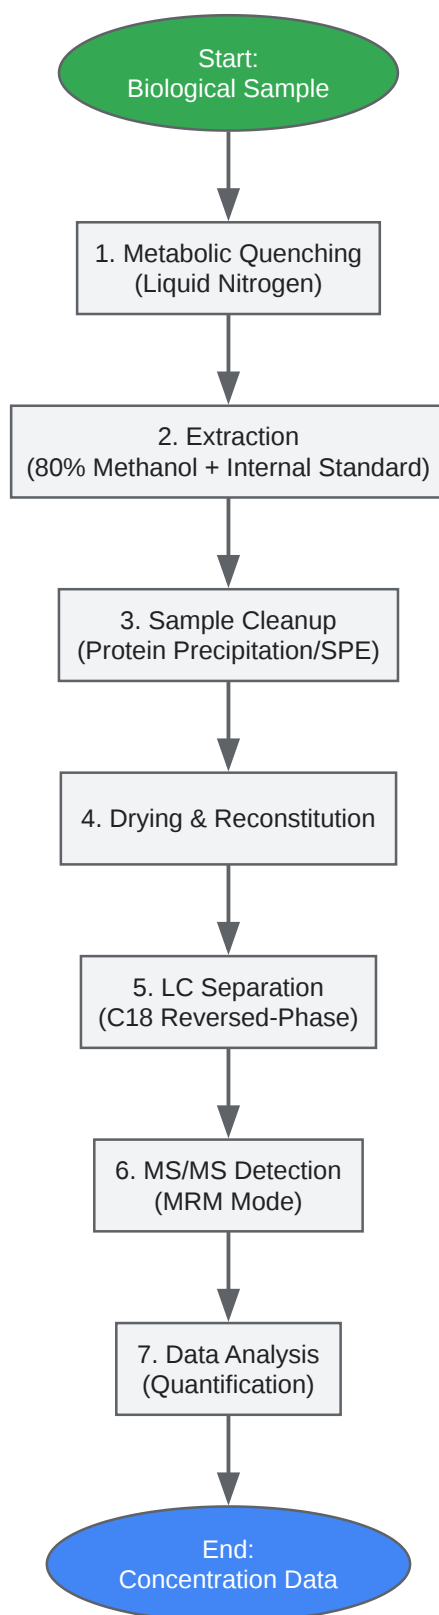 Start:
Biological Sample
1. Metabolic Quenching
(Liquid Nitrogen)
2. Extraction
(80% Methanol + Internal Standard)
3. Sample Cleanup
(Protein Precipitation/SPE)
4. Drying & Reconstitution
5. LC Separation
(C18 Reversed-Phase)
6. MS/MS Detection
(MRM Mode)
7. Data Analysis
(Quantification)
End:
Concentration Data